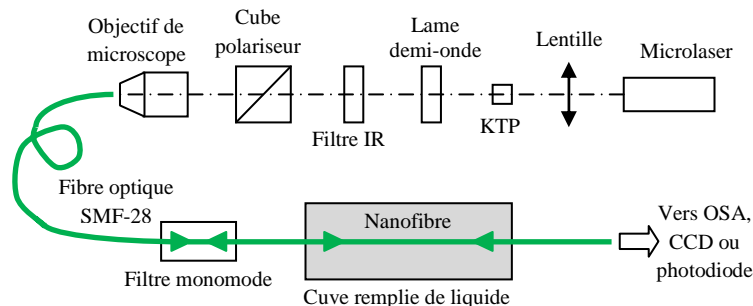 Objectif de
microscope
Cube
polariseur
Lame
demi-onde
Lentille
Microlaser
Filtre IR
KTP
Fibre optique
SMF-28
Filtre monomode
Nanofibre
Cuve remplie de liquide
Vers OSA,
CCD ou
photodiode